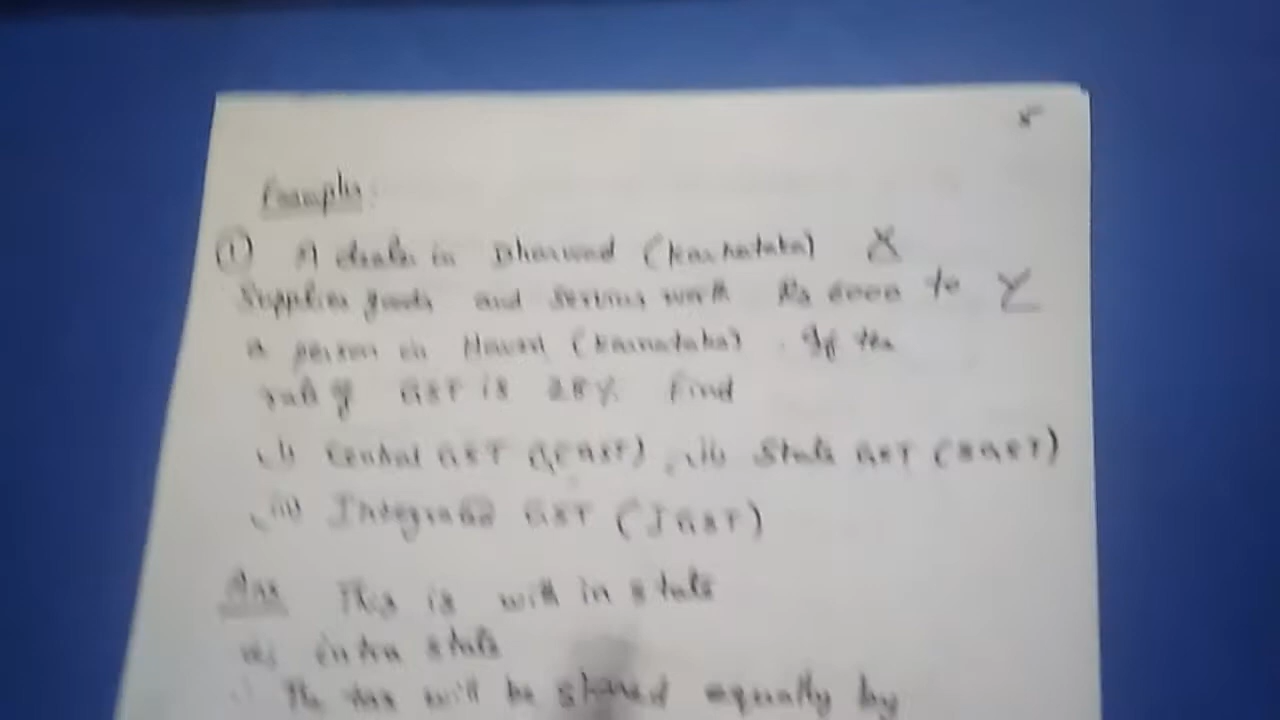 Examples:
(1) A dealer in Dharwad (Karnataka) X
Supplies goods and services worth Rs 6000 to Y
a person in Haveri (Karnataka). If the
rate of GST is 28% Find
(i) Central GST (CGST), (ii) State GST (SGST)
(iii) Integrated GST (IGST)
Ans This is with in state
intra state
The tax will be shared equally by